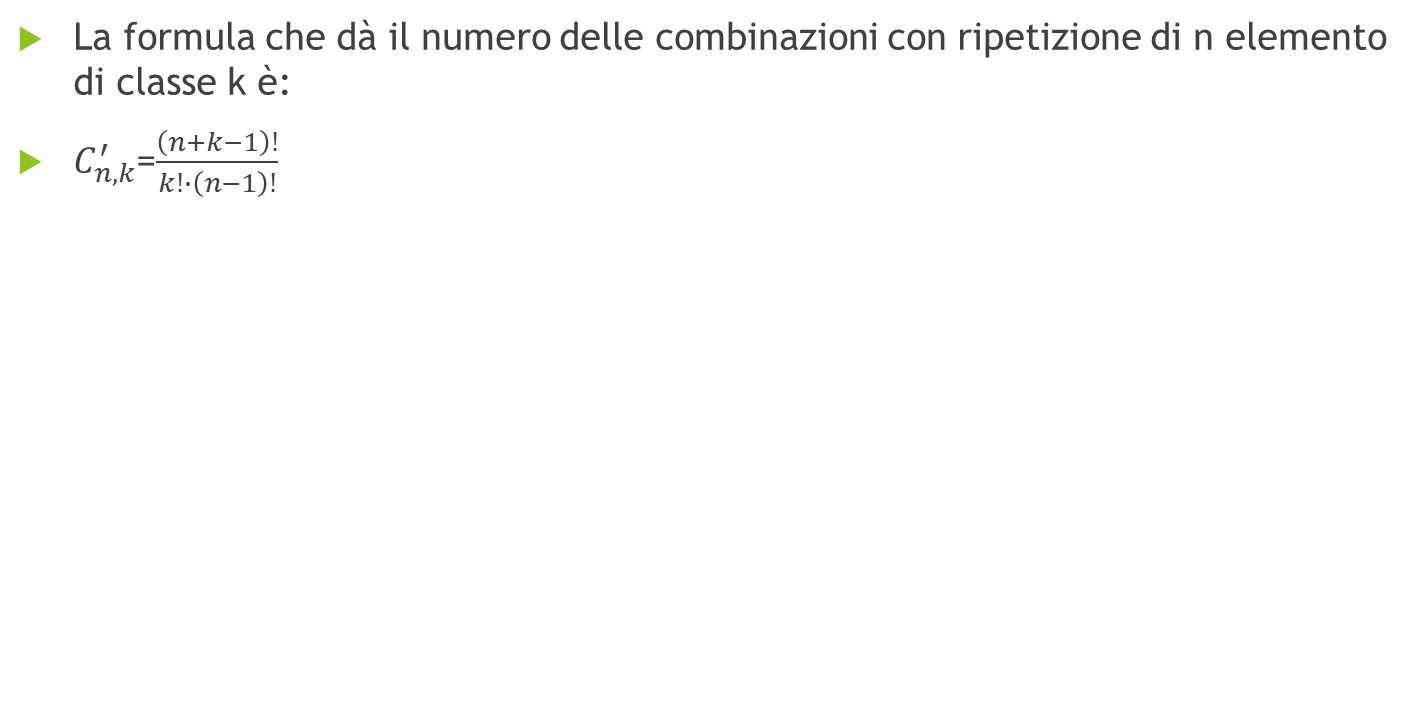 La formula che dà il numero delle combinazioni con ripetizione di n elemento
di classe k è:
C′n,k=(n+k−1)!/k!·(n−1)!